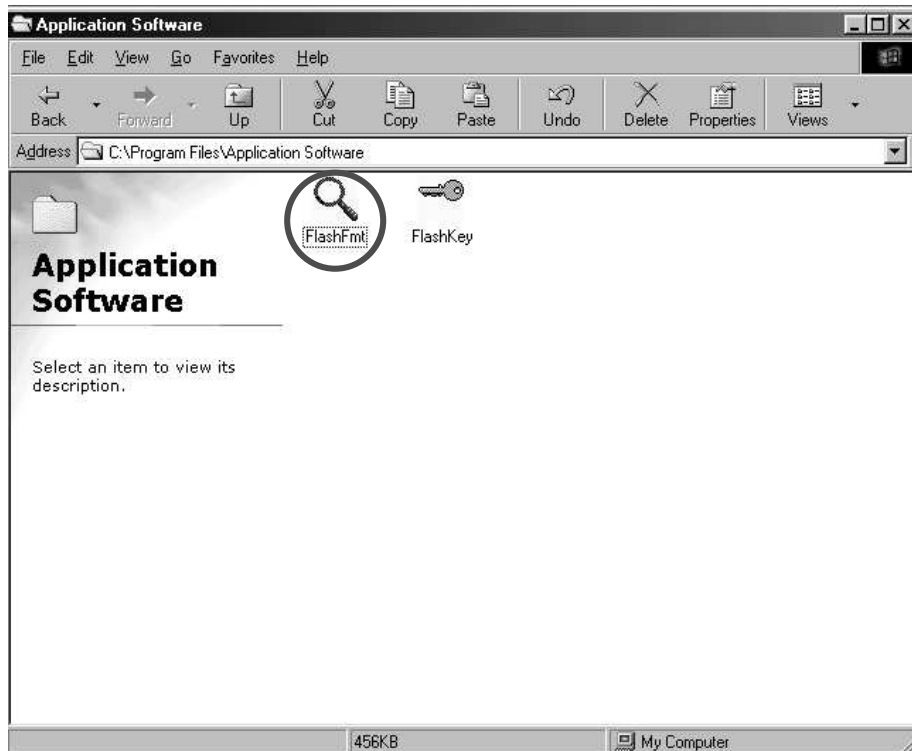 Application Software
File Edit View Go Favorites Help
Back Forward Up Cut Copy Paste Undo Delete Properties Views
Address C:\Program Files\Application Software
FlashFmt FlashKey
Application
Software
Select an item to view its
description.
456KB My Computer